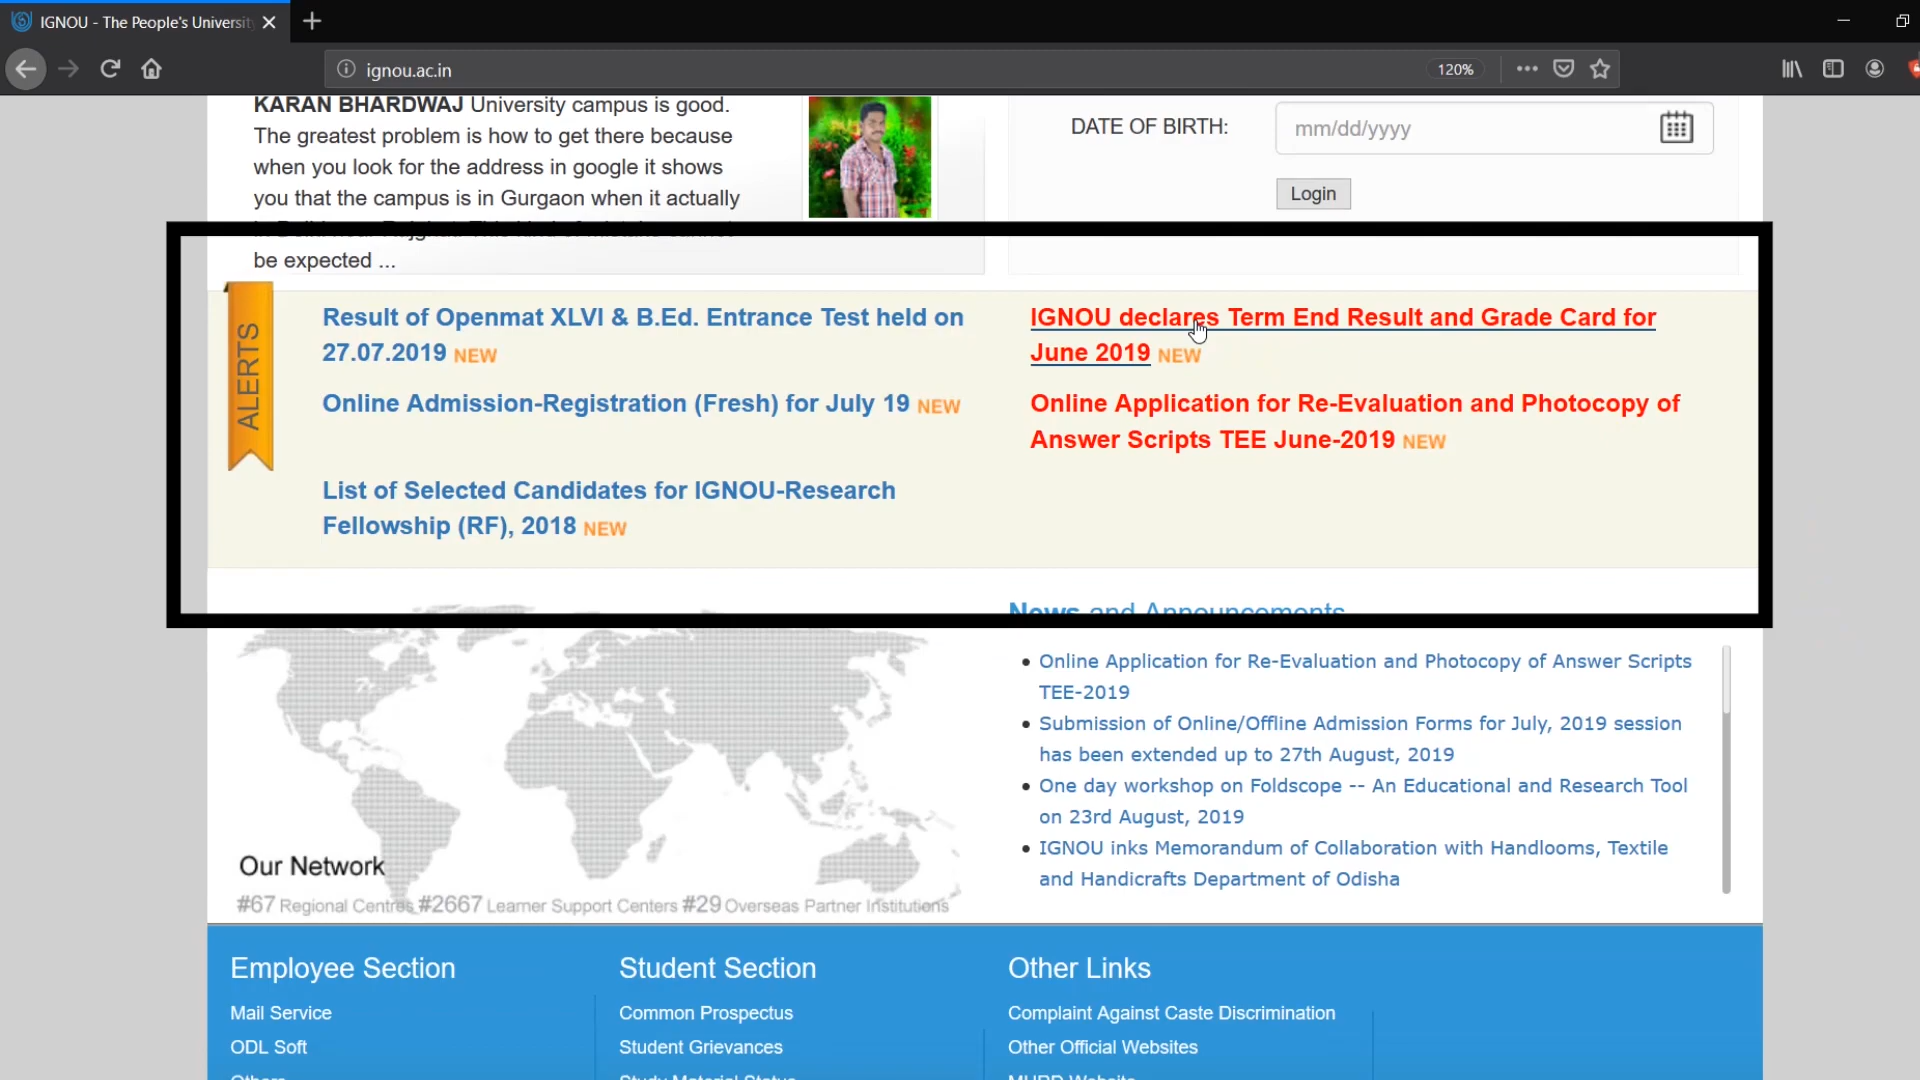 IGNOU - The People's Universit
ignou.ac.in
120%
KARAN BHARDWAJ University campus is good.
The greatest problem is how to get there because
when you look for the address in google it shows
you that the campus is in Gurgaon when it actually
be expected ...
DATE OF BIRTH:
mm/dd/yyyy
Login
ALERTS
Result of Openmat XLVI & B.Ed. Entrance Test held on
27.07.2019 NEW
Online Admission-Registration (Fresh) for July 19 NEW
List of Selected Candidates for IGNOU-Research
Fellowship (RF), 2018 NEW
IGNOU declares Term End Result and Grade Card for
June 2019 NEW
Online Application for Re-Evaluation and Photocopy of
Answer Scripts TEE June-2019 NEW
News and Announcements
Online Application for Re-Evaluation and Photocopy of Answer Scripts
TEE-2019
Submission of Online/Offline Admission Forms for July, 2019 session
has been extended up to 27th August, 2019
One day workshop on Foldscope -- An Educational and Research Tool
on 23rd August, 2019
IGNOU inks Memorandum of Collaboration with Handlooms, Textile
and Handicrafts Department of Odisha
Our Network
#67 Regional Centres #2667 Learner Support Centers #29 Overseas Partner Institutions
Employee Section
Mail Service
ODL Soft
Others
Student Section
Common Prospectus
Student Grievances
Study Material Status
Other Links
Complaint Against Caste Discrimination
Other Official Websites
MHRD Website